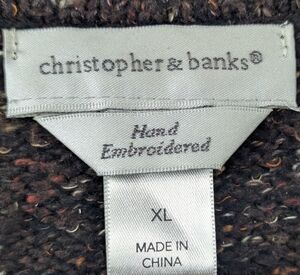 christopher & banks®
Hand
Embroidered
XL
MADE IN
CHINA